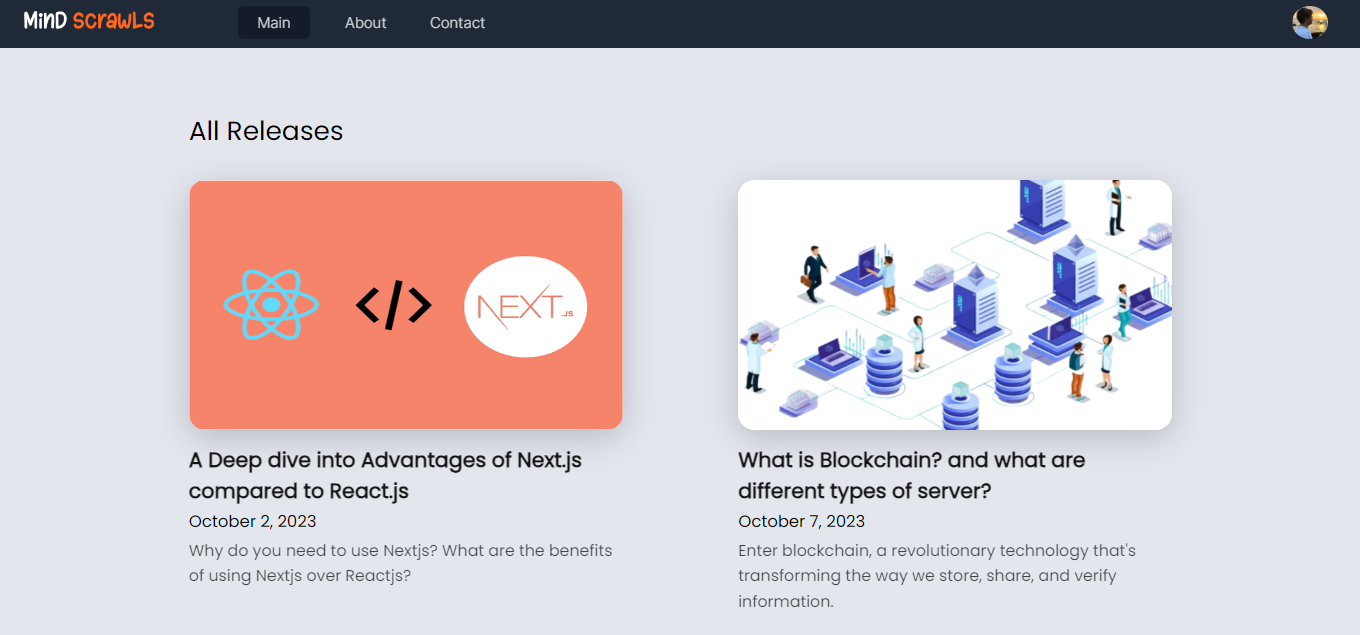 MinD scrawls
Main
About
Contact
All Releases
NEXT.JS
A Deep dive into Advantages of Next.js
compared to React.js
October 2, 2023
Why do you need to use Nextjs? What are the benefits
of using Nextjs over Reactjs?
What is Blockchain? and what are
different types of server?
October 7, 2023
Enter blockchain, a revolutionary technology that's
transforming the way we store, share, and verify
information.